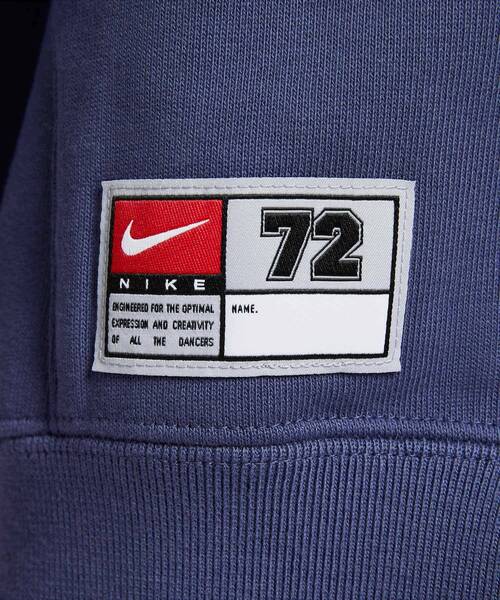 72
NIKE
ENGINEERED FOR THE OPTIMAL
EXPRESSION AND CREATIVITY
OF ALL THE DANCERS
NAME.